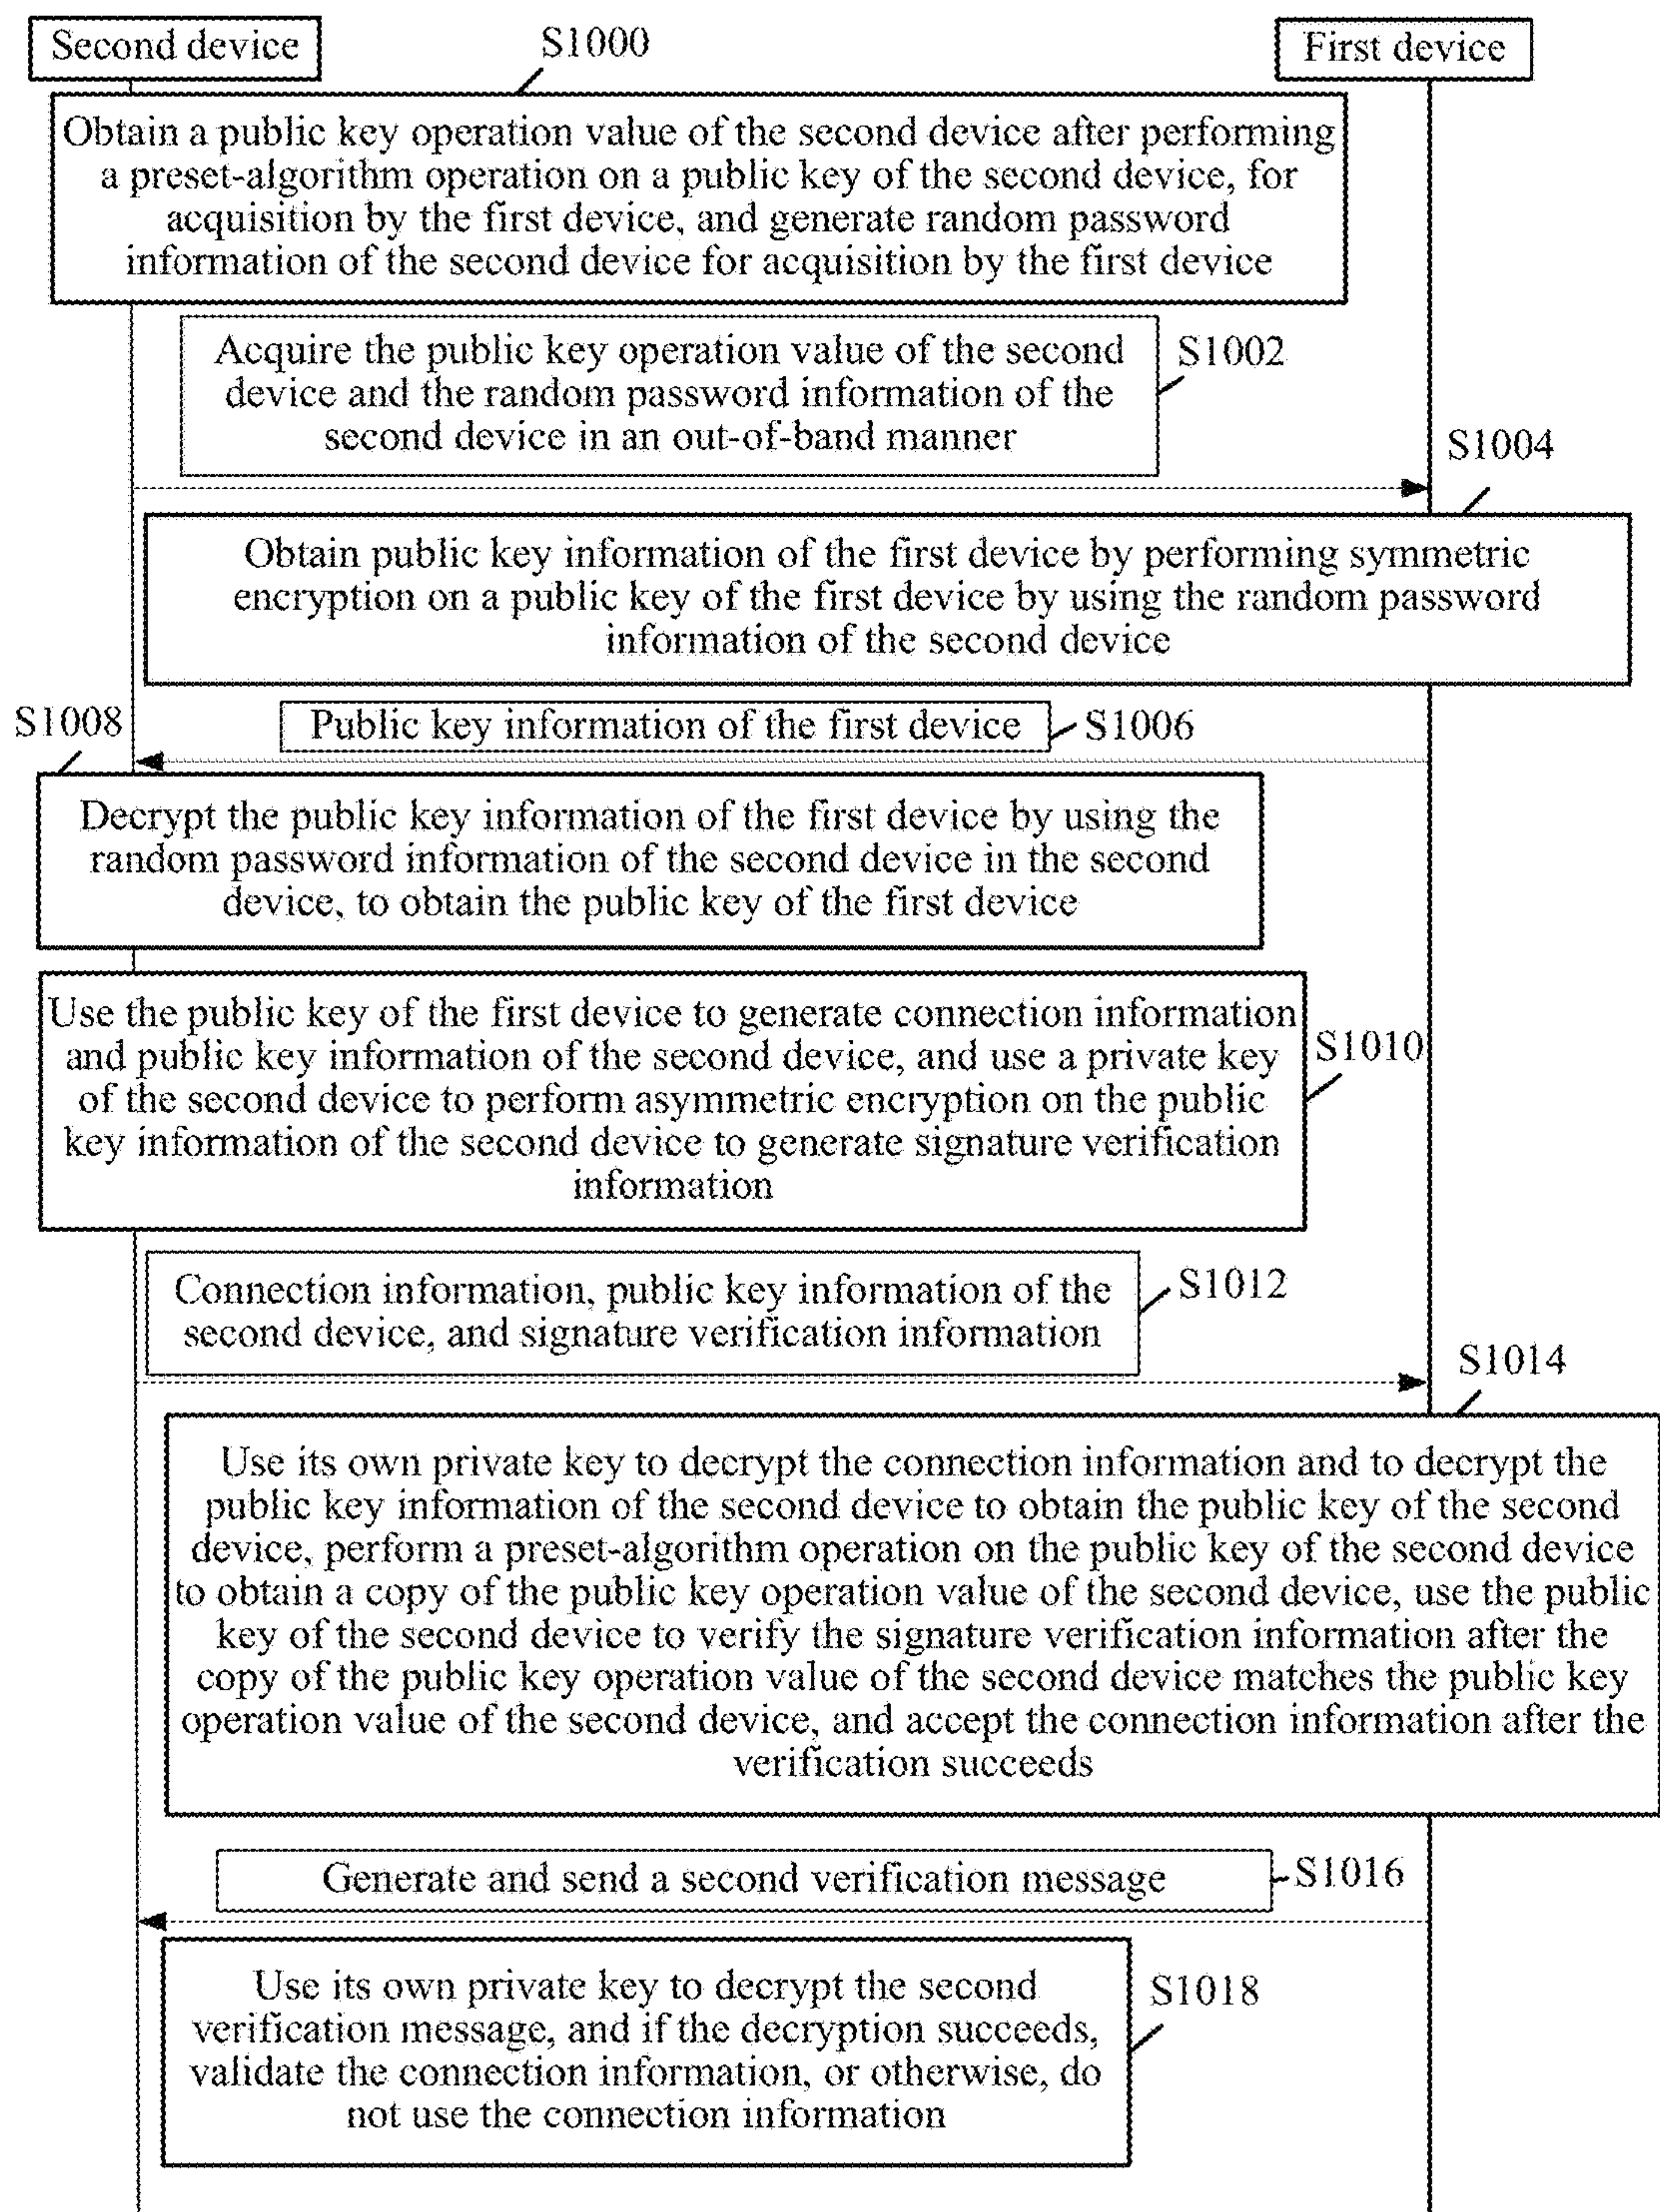 Second device
S1000
First device
Obtain a public key operation value of the second device after performing
a preset-algorithm operation on a public key of the second device, for
acquisition by the first device, and generate random password
information of the second device for acquisition by the first device
Acquire the public key operation value of the second
device and the random password information of the
second device in an out-of-band manner
S1002
S1004
Obtain public key information of the first device by performing symmetric
encryption on a public key of the first device by using the random password
information of the second device
S1008
Public key information of the first device
S1006
Decrypt the public key information of the first device by using the
random password information of the second device in the second
device, to obtain the public key of the first device
Use the public key of the first device to generate connection information
and public key information of the second device, and use a private key
of the second device to perform asymmetric encryption on the public
key information of the second device to generate signature verification
information
S1010
Connection information, public key information of the
second device, and signature verification information
S1012
S1014
Use its own private key to decrypt the connection information and to decrypt the
public key information of the second device to obtain the public key of the second
device, perform a preset-algorithm operation on the public key of the second device
to obtain a copy of the public key operation value of the second device, use the public
key of the second device to verify the signature verification information after the
copy of the public key operation value of the second device matches the public key
operation value of the second device, and accept the connection information after the
verification succeeds
Generate and send a second verification message
S1016
Use its own private key to decrypt the second
verification message, and if the decryption succeeds,
validate the connection information, or otherwise, do
not use the connection information
S1018